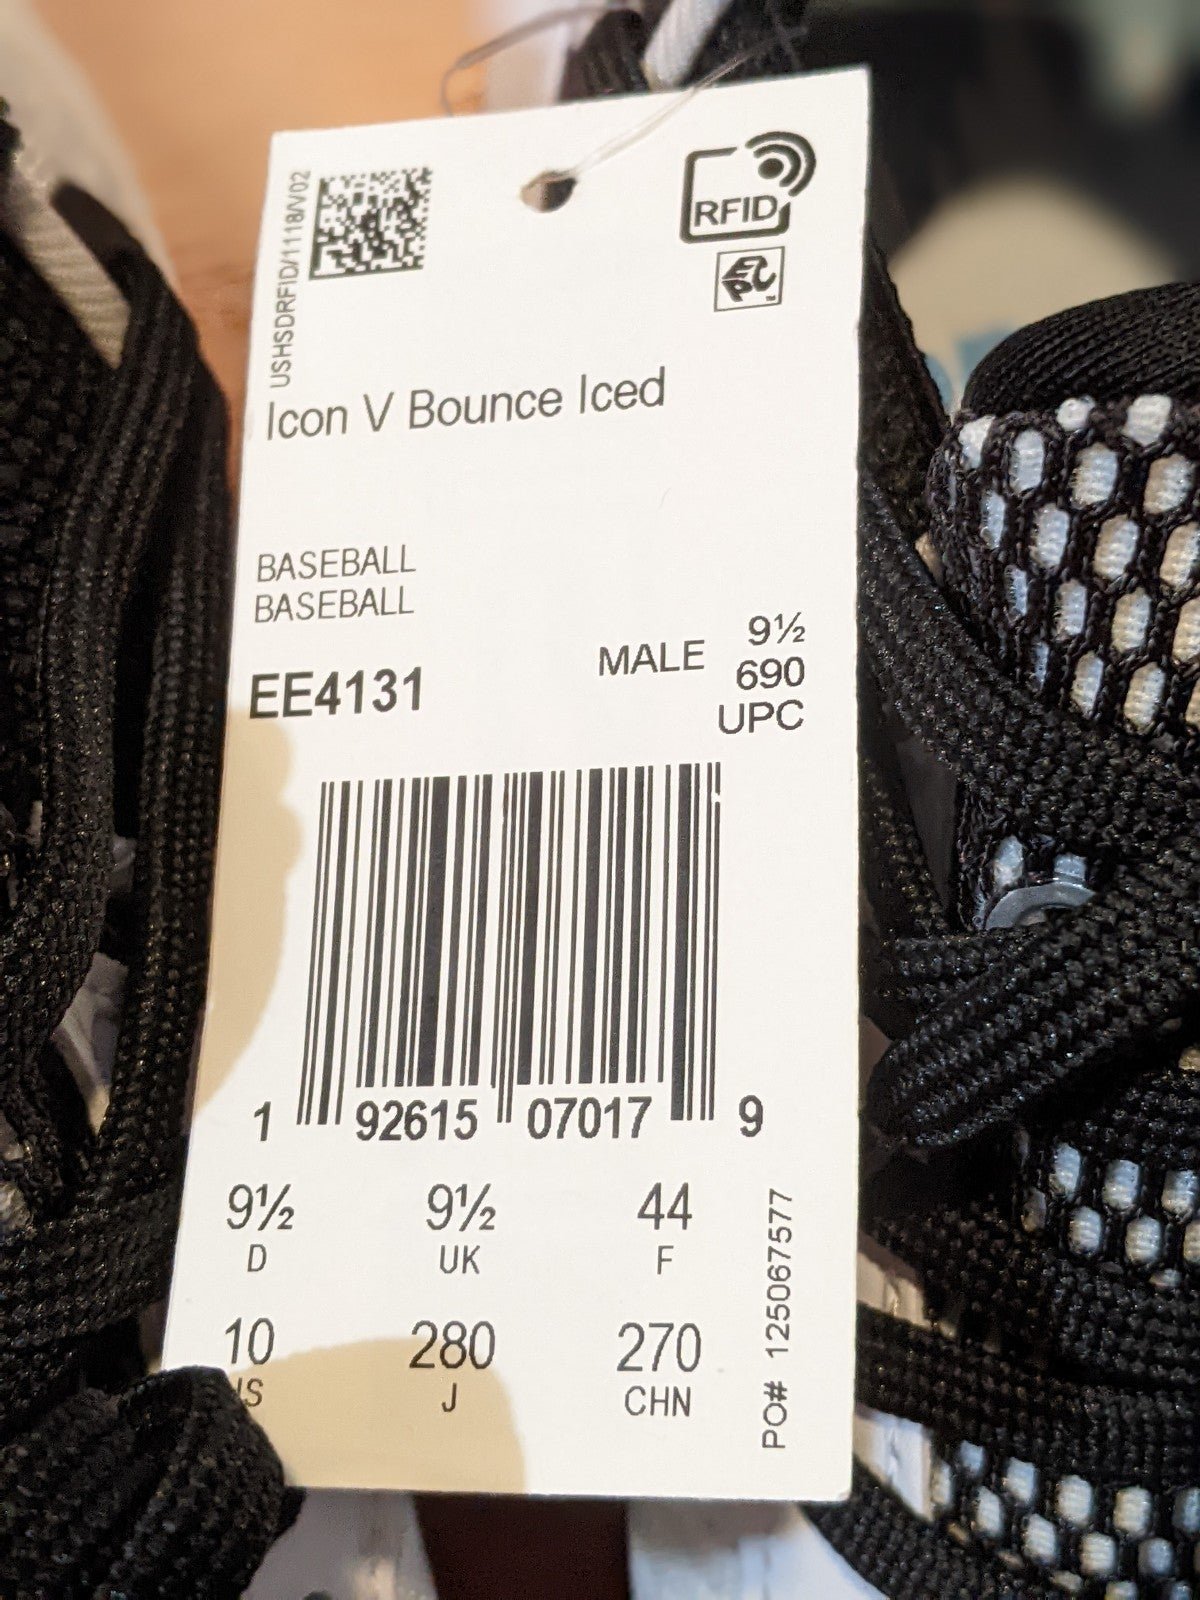 USHSDRFID/1118/V02
RFID
EPC
Icon V Bounce Iced
BASEBALL
BASEBALL
EE4131
MALE
9½
690
UPC
1 92615 07017 9
9½ 9½ 44
D UK F
10 280 270
US J CHN
PO# 125067577